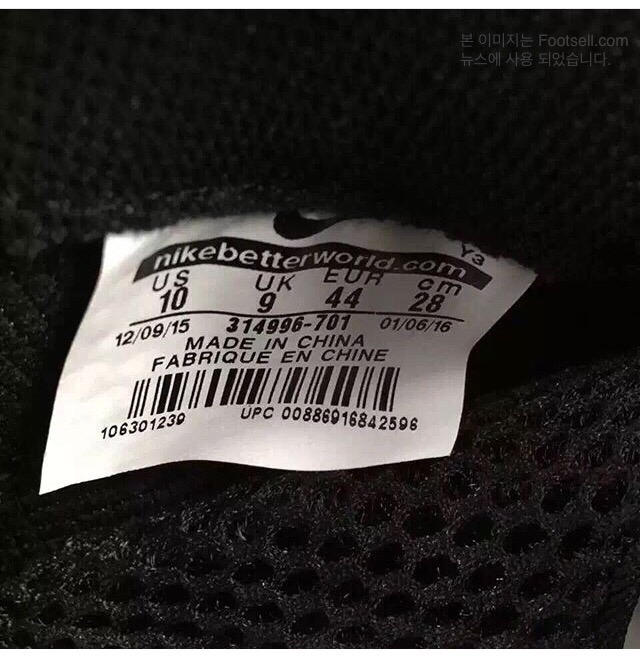 본 이미지는 Footsell.com
뉴스에 사용 되었습니다.
Ya
nikebetterworld.com
US UK EUR cm
10 9 44 28
12/09/15 314996-701 01/06/16
MADE IN CHINA
FABRIQUE EN CHINE
106301239 UPC 00886916842596